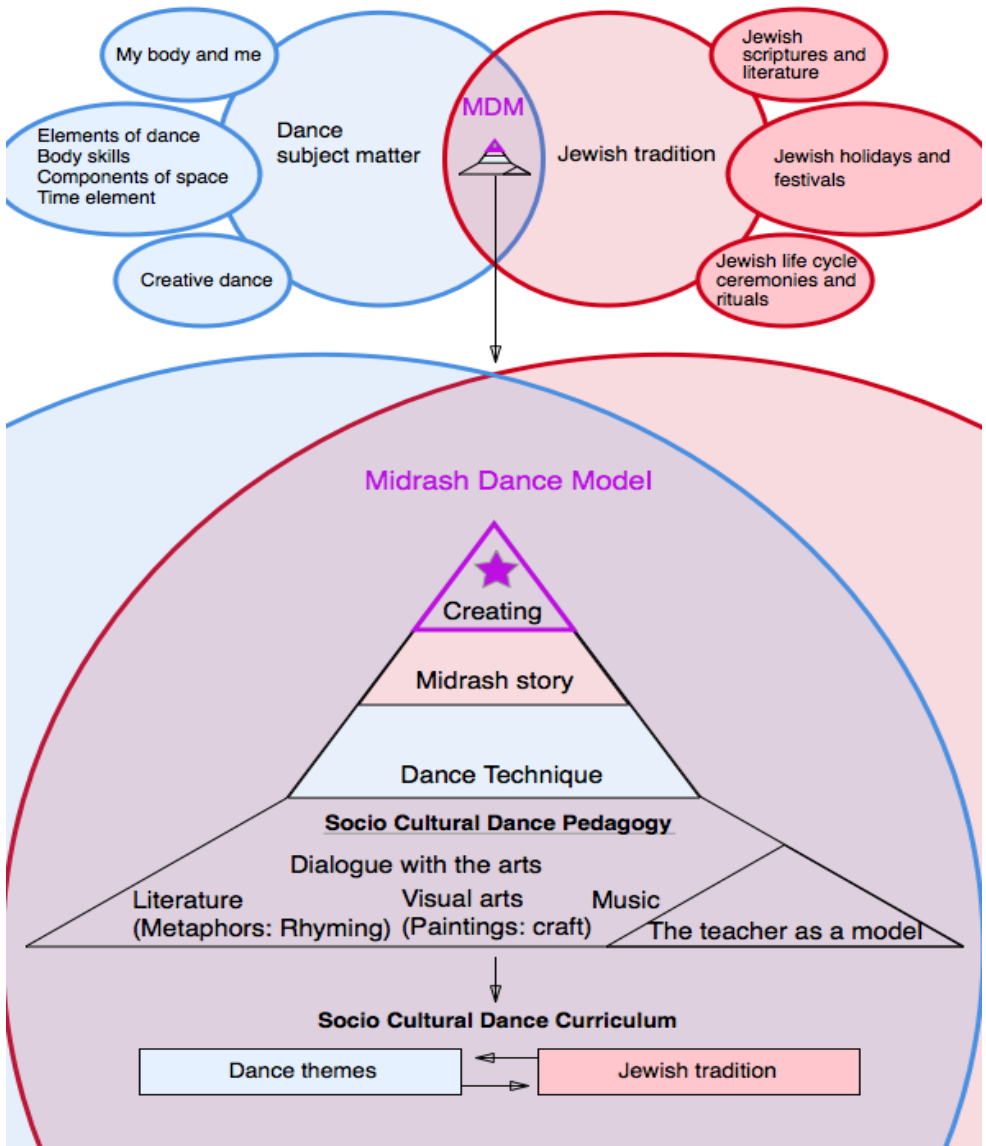 My body and me
Elements of dance
Body skills
Components of space
Time element
Creative dance
Dance
subject matter
MDM
Jewish tradition
Jewish
scriptures and
literature
Jewish holidays and
festivals
Jewish life cycle
ceremonies and
rituals
Midrash Dance Model
Creating
Midrash story
Dance Technique
Socio Cultural Dance Pedagogy
Dialogue with the arts
Literature
(Metaphors: Rhyming)
Visual arts
(Paintings: craft)
Music
The teacher as a model
Socio Cultural Dance Curriculum
Dance themes
Jewish tradition